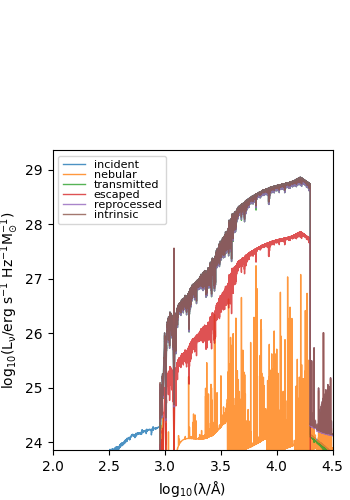 incident
nebular
transmitted
escaped
reprocessed
intrinsic
29
28
27
26
25
24
log₁₀(Lᵥ/erg s⁻¹ Hz⁻¹M⊙⁻¹)
2.0 2.5 3.0 3.5 4.0 4.5
log₁₀(λ/Å)